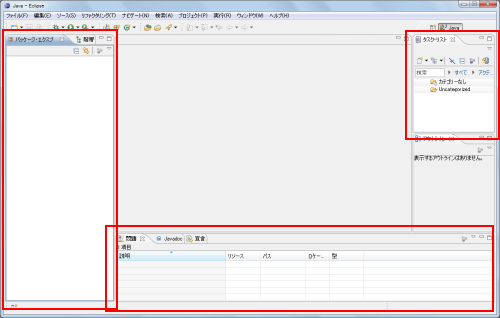 Java - Eclipse
ファイル(F) 編集(E) ソース(S) リファクタリング(T) ナビゲート(N) 検索(A) プロジェクト(P) 実行(R) ウィンドウ(W) ヘルプ(H)
Java
パッケージ・エクスプ 階層
タスク・リスト
検索 すべて アクティ
カテゴリーなし
Uncategorized
アウトライン
表示するアウトラインはありません。
問題 Javadoc 宣言
項目
説明 リソース パス ロケー... 型